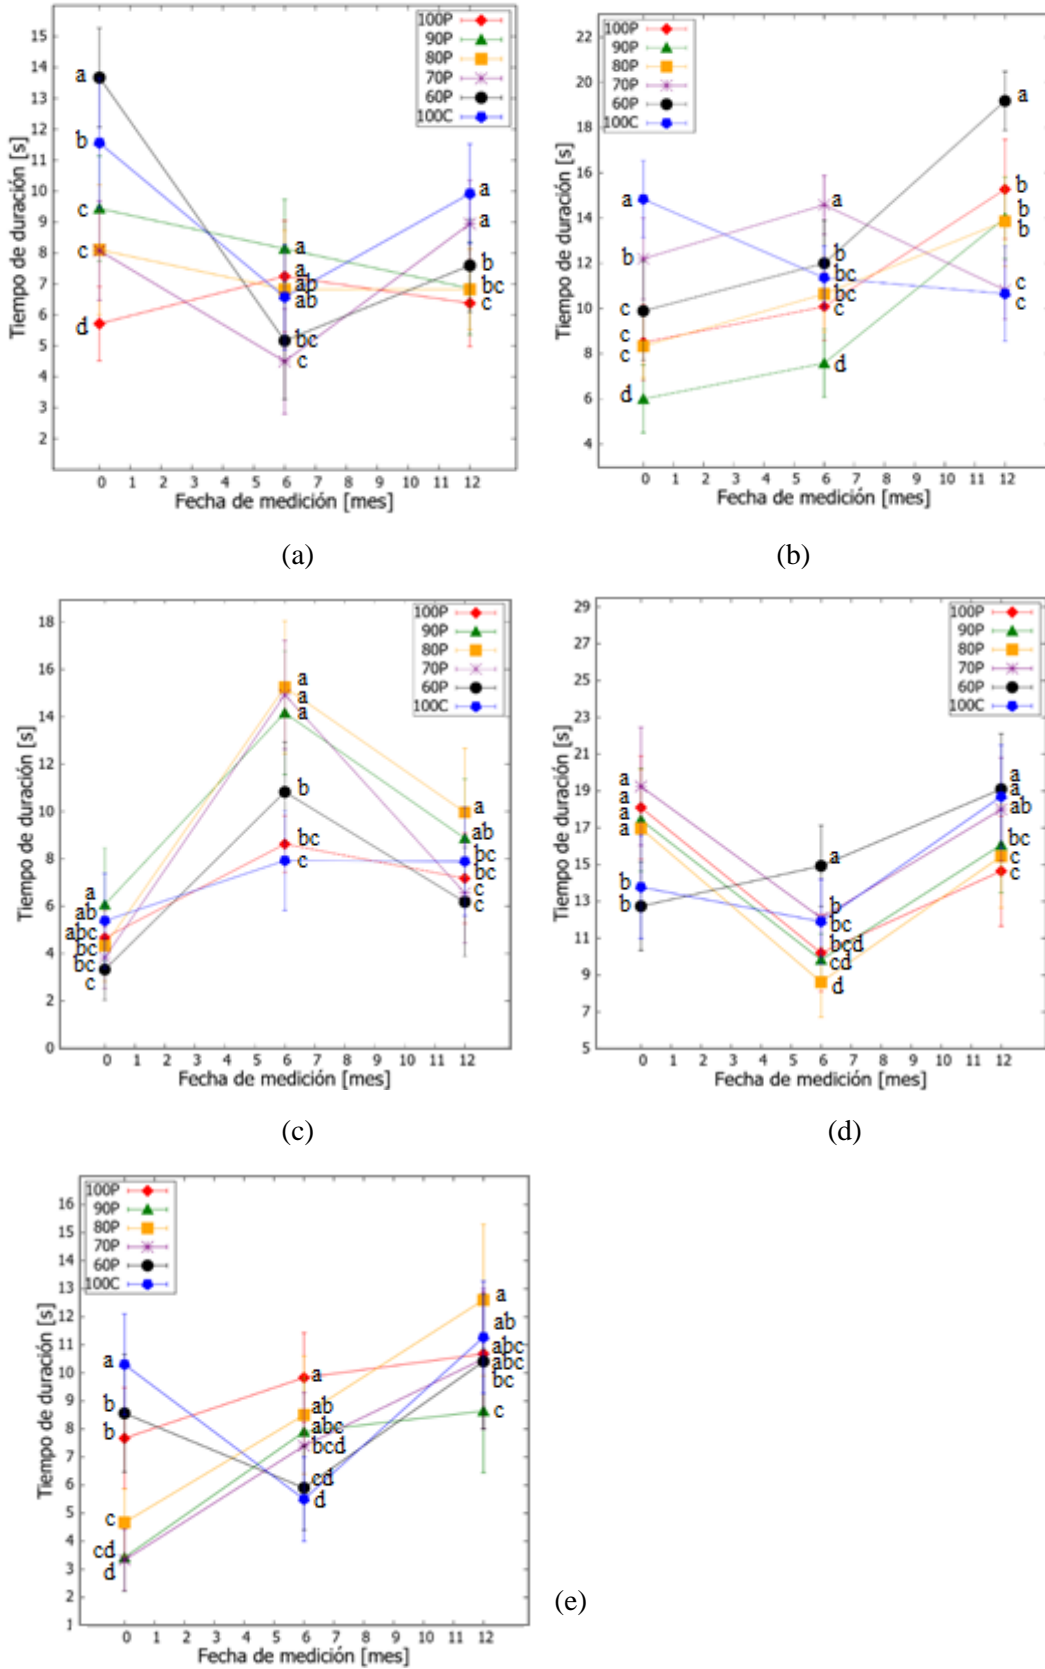 100P
90P
80P
70P
60P
100C
15
14
13
12
11
10
9
8
7
6
5
4
3
2
Tiempo de duración [s]
a
b
c
c
d
a
a
ab
ab
bc
c
a
a
b
bc
c
0 1 2 3 4 5 6 7 8 9 10 11 12
Fecha de medición [mes]
(a)
100P
90P
80P
70P
60P
100C
22
20
18
16
14
12
10
8
6
4
Tiempo de duración [s]
a
b
c
c
c
d
a
b
bc
bc
c
d
a
b
b
b
c
c
0 1 2 3 4 5 6 7 8 9 10 11 12
Fecha de medición [mes]
(b)
100P
90P
80P
70P
60P
100C
18
16
14
12
10
8
6
4
2
0
Tiempo de duración [s]
a
ab
abc
bc
bc
c
a
a
a
b
bc
c
a
ab
bc
bc
c
c
0 1 2 3 4 5 6 7 8 9 10 11 12
Fecha de medición [mes]
(c)
100P
90P
80P
70P
60P
100C
29
27
25
23
21
19
17
15
13
11
9
7
5
Tiempo de duración [s]
a
a
a
a
b
b
a
b
bc
bcd
cd
d
a
a
ab
bc
c
c
0 1 2 3 4 5 6 7 8 9 10 11 12
Fecha de medición [mes]
(d)
100P
90P
80P
70P
60P
100C
16
15
14
13
12
11
10
9
8
7
6
5
4
3
2
1
Tiempo de duración [s]
a
b
b
c
cd
d
a
ab
abc
bcd
cd
d
a
ab
abc
abc
bc
c
0 1 2 3 4 5 6 7 8 9 10 11 12
Fecha de medición [mes]
(e)